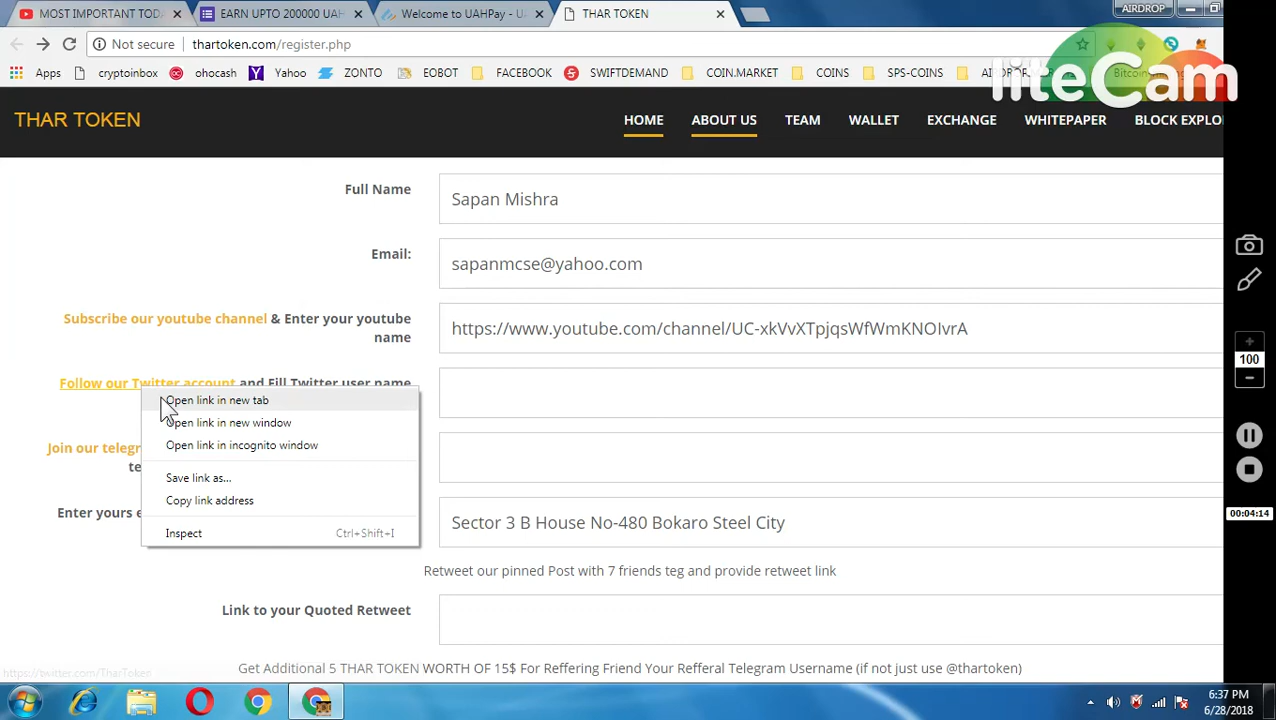 MOST IMPORTANT TOD
EARN UPTO 200000 UAH
Welcome to UAHPay - U
THAR TOKEN
AIRDROP
Not secure
thartoken.com/register.php
Apps
cryptoinbox
ohocash
Yahoo
ZONTO
EOBOT
FACEBOOK
SWIFTDEMAND
COIN.MARKET
COINS
SPS-COINS
liteCam
THAR TOKEN
HOME
ABOUT US
TEAM
WALLET
EXCHANGE
WHITEPAPER
BLOCK EXPLO
Full Name
Sapan Mishra
Email:
sapanmcse@yahoo.com
Subscribe our youtube channel & Enter your youtube
name
https://www.youtube.com/channel/UC-xkVvXTpjqsWfWmKNOIvrA
Follow our Twitter account and Fill Twitter user name
Open link in new tab
Open link in new window
Open link in incognito window
Save link as...
Copy link address
Inspect
Ctrl+Shift+I
Join our telegr
te
Enter yours e
Sector 3 B House No-480 Bokaro Steel City
Retweet our pinned Post with 7 friends teg and provide retweet link
Link to your Quoted Retweet
Get Additional 5 THAR TOKEN WORTH OF 15$ For Reffering Friend Your Refferal Telegram Username (if not just use @thartoken)
https://twitter.com/TharToken
100
00:04:14
6:37 PM
6/28/2018